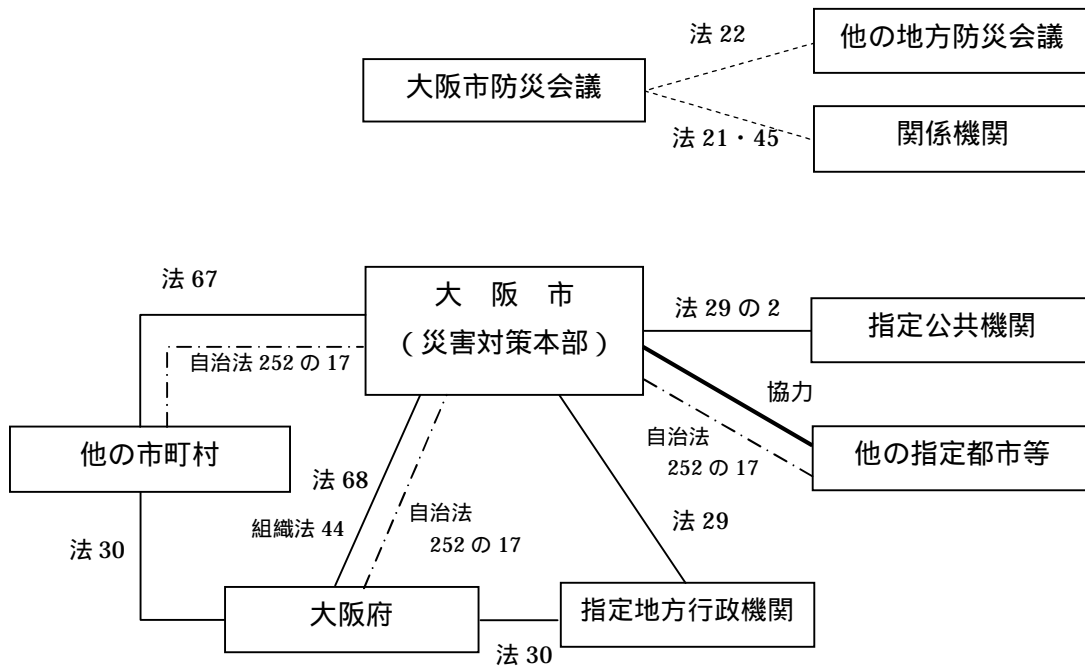 法 22
他の地方防災会議
大阪市防災会議
法 21・45
関係機関
法 67
大 阪 市
（災害対策本部）
法 29 の 2
指定公共機関
自治法 252 の 17
協力
他の市町村
自治法
252 の 17
他の指定都市等
法 68
組織法 44
自治法
252 の 17
法 29
法 30
大阪府
指定地方行政機関
法 30